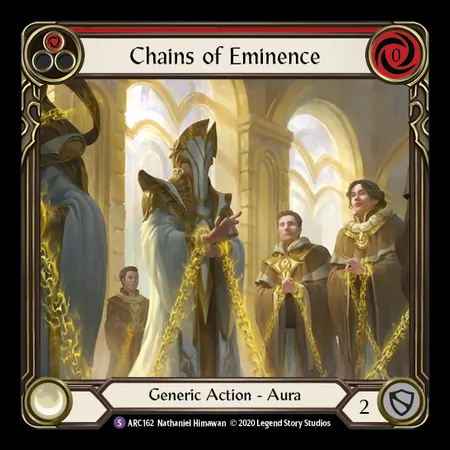 0
Chains of Eminence
Generic Action - Aura
2
S ARC162 Nathaniel Himawan © 2020 Legend Story Studios